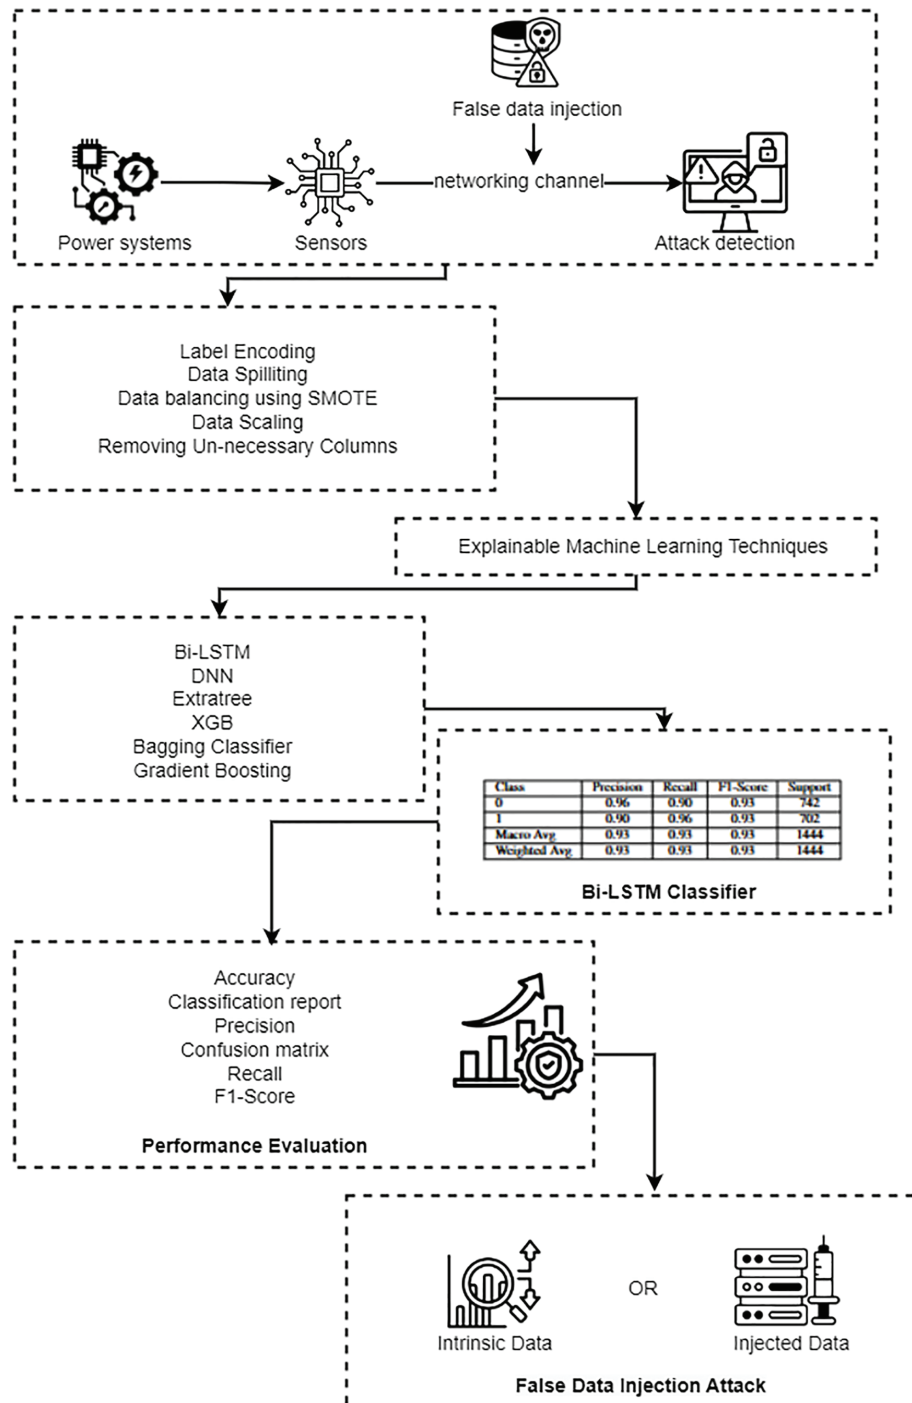 False data injection
networking channel
Power systems
Sensors
Attack detection
Label Encoding
Data Spilliting
Data balancing using SMOTE
Data Scaling
Removing Un-necessary Columns
Explainable Machine Learning Techniques
Bi-LSTM
DNN
Extratree
XGB
Bagging Classifier
Gradient Boosting
Class Precision Recall F1-Score Support
0 0.96 0.90 0.93 742
1 0.90 0.96 0.93 702
Macro Avg 0.93 0.93 0.93 1444
Weighted Avg 0.93 0.93 0.93 1444
Bi-LSTM Classifier
Accuracy
Classification report
Precision
Confusion matrix
Recall
F1-Score
Performance Evaluation
OR
Intrinsic Data
Injected Data
False Data Injection Attack